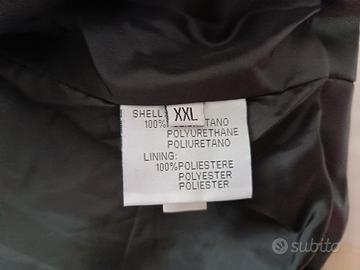 SHELL: XXL
100% TANO
POLYURETHANE
POLIURETANO
LINING:
100%POLIESTERE
POLYESTER
POLIESTER
subito